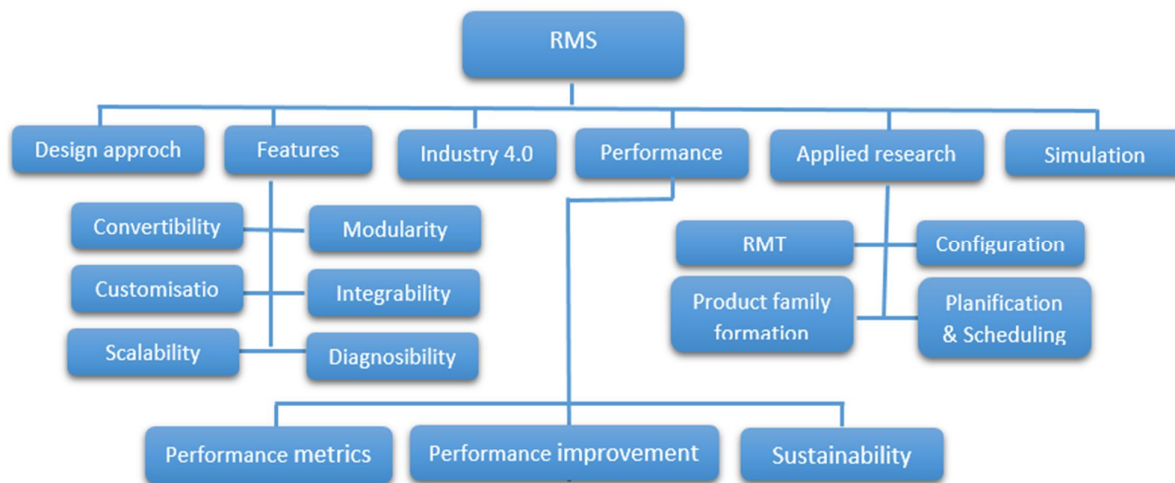 RMS
Design approch
Features
Industry 4.0
Performance
Applied research
Simulation
Convertibility
Modularity
Customisatio
Integrability
Scalability
Diagnosibility
RMT
Configuration
Product family
formation
Planification
& Scheduling
Performance metrics
Performance improvement
Sustainability